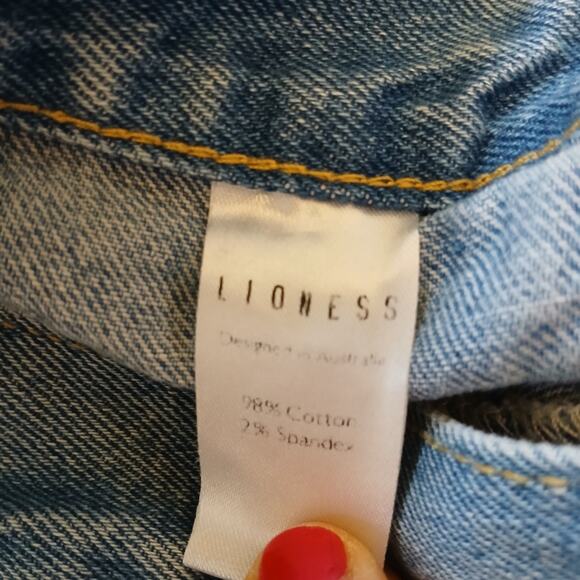 LIONESS
Designed in Australia
98% Cotton
2% Spandex